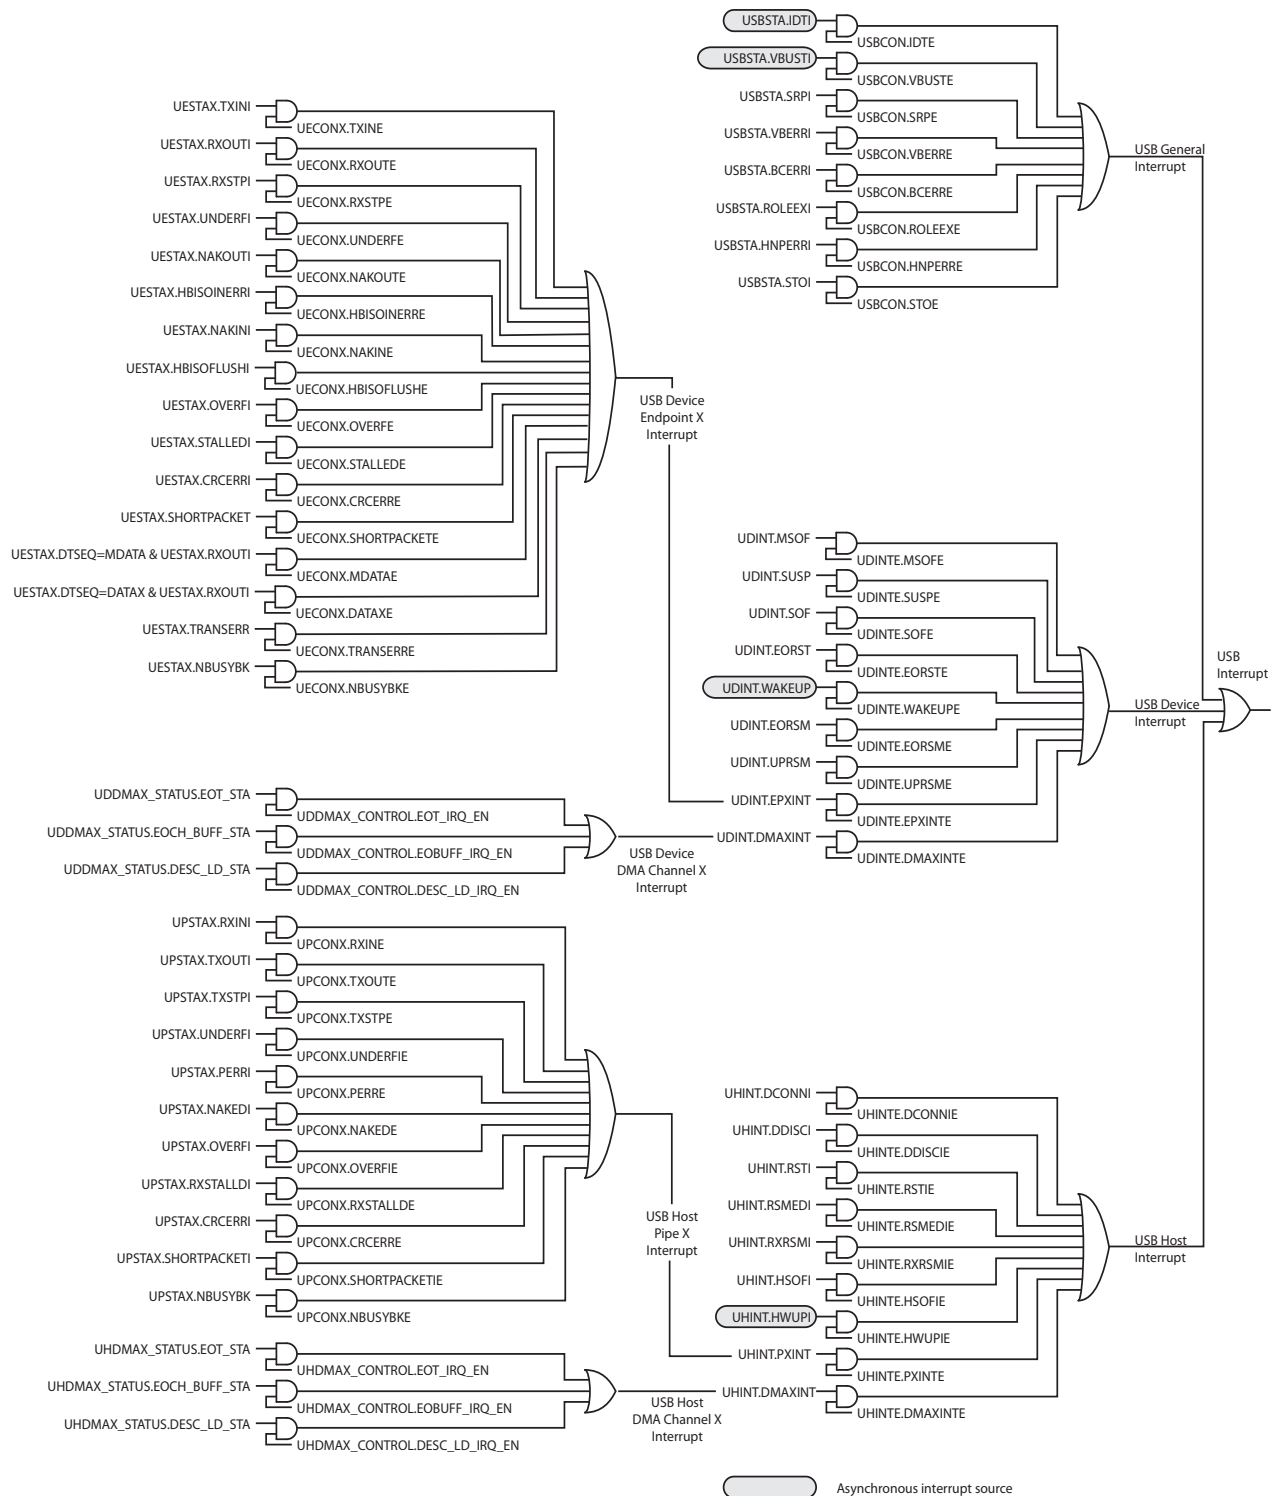 USBSTA.IDTI
USBCON.IDTE
USBSTA.VBUSTI
USBCON.VBUSTE
USBSTA.SRPI
USBCON.SRPE
USBSTA.VBERRI
USBCON.VBERRE
USBSTA.BCERRI
USBCON.BCERRE
USBSTA.ROLEEXI
USBCON.ROLEEXE
USBSTA.HNPERRI
USBCON.HNPERRE
USBSTA.STOI
USBCON.STOE
USB General
Interrupt
UESTAX.TXINI
UECONX.TXINE
UESTAX.RXOUTI
UECONX.RXOUTE
UESTAX.RXSTPI
UECONX.RXSTPE
UESTAX.UNDERFI
UECONX.UNDERFE
UESTAX.NAKOUTI
UECONX.NAKOUTE
UESTAX.HBISOINERRI
UECONX.HBISOINERRE
UESTAX.NAKINI
UECONX.NAKINE
UESTAX.HBISOFLUSHI
UECONX.HBISOFLUSHE
UESTAX.OVERFI
UECONX.OVERFE
UESTAX.STALLEDI
UECONX.STALLEDE
UESTAX.CRCERRI
UECONX.CRCERRE
UESTAX.SHORTPACKET
UECONX.SHORTPACKETE
UESTAX.DTSEQ=MDATA & UESTAX.RXOUTI
UECONX.MDATAE
UESTAX.DTSEQ=DATAX & UESTAX.RXOUTI
UECONX.DATAXE
UESTAX.TRANSERR
UECONX.TRANSERRE
UESTAX.NBUSYBK
UECONX.NBUSYBKE
USB Device
Endpoint X
Interrupt
UDINT.MSOF
UDINTE.MSOFE
UDINT.SUSP
UDINTE.SUSPE
UDINT.SOF
UDINTE.SOFE
UDINT.EORST
UDINTE.EORSTE
UDINT.WAKEUP
UDINTE.WAKEUPE
UDINT.EORSM
UDINTE.EORSME
UDINT.UPRSM
UDINTE.UPRSME
UDINT.EPXINT
UDINTE.EPXINTE
UDINT.DMAXINT
UDINTE.DMAXINTE
USB Device
Interrupt
USB
Interrupt
UDDMAX_STATUS.EOT_STA
UDDMAX_CONTROL.EOT_IRQ_EN
UDDMAX_STATUS.EOCH_BUFF_STA
UDDMAX_CONTROL.EOBUFF_IRQ_EN
UDDMAX_STATUS.DESC_LD_STA
UDDMAX_CONTROL.DESC_LD_IRQ_EN
USB Device
DMA Channel X
Interrupt
UPSTAX.RXINI
UPCONX.RXINE
UPSTAX.TXOUTI
UPCONX.TXOUTE
UPSTAX.TXSTPI
UPCONX.TXSTPE
UPSTAX.UNDERFI
UPCONX.UNDERFIE
UPSTAX.PERRI
UPCONX.PERRE
UPSTAX.NAKEDI
UPCONX.NAKEDE
UPSTAX.OVERFI
UPCONX.OVERFIE
UPSTAX.RXSTALLDI
UPCONX.RXSTALLDE
UPSTAX.CRCERRI
UPCONX.CRCERRE
UPSTAX.SHORTPACKETI
UPCONX.SHORTPACKETIE
UPSTAX.NBUSYBK
UPCONX.NBUSYBKE
USB Host
Pipe X
Interrupt
UHINT.DCONNI
UHINTE.DCONNIE
UHINT.DDISCI
UHINTE.DDISCIE
UHINT.RSTI
UHINTE.RSTIE
UHINT.RSMEDI
UHINTE.RSMEDIE
UHINT.RXRSMI
UHINTE.RXRSMIE
UHINT.HSOFI
UHINTE.HSOFIE
UHINT.HWUPI
UHINTE.HWUPIE
UHINT.PXINT
UHINTE.PXINTE
UHINT.DMAXINT
UHINTE.DMAXINTE
USB Host
Interrupt
UHDMAX_STATUS.EOT_STA
UHDMAX_CONTROL.EOT_IRQ_EN
UHDMAX_STATUS.EOCH_BUFF_STA
UHDMAX_CONTROL.EOBUFF_IRQ_EN
UHDMAX_STATUS.DESC_LD_STA
UHDMAX_CONTROL.DESC_LD_IRQ_EN
USB Host
DMA Channel X
Interrupt
Asynchronous interrupt source